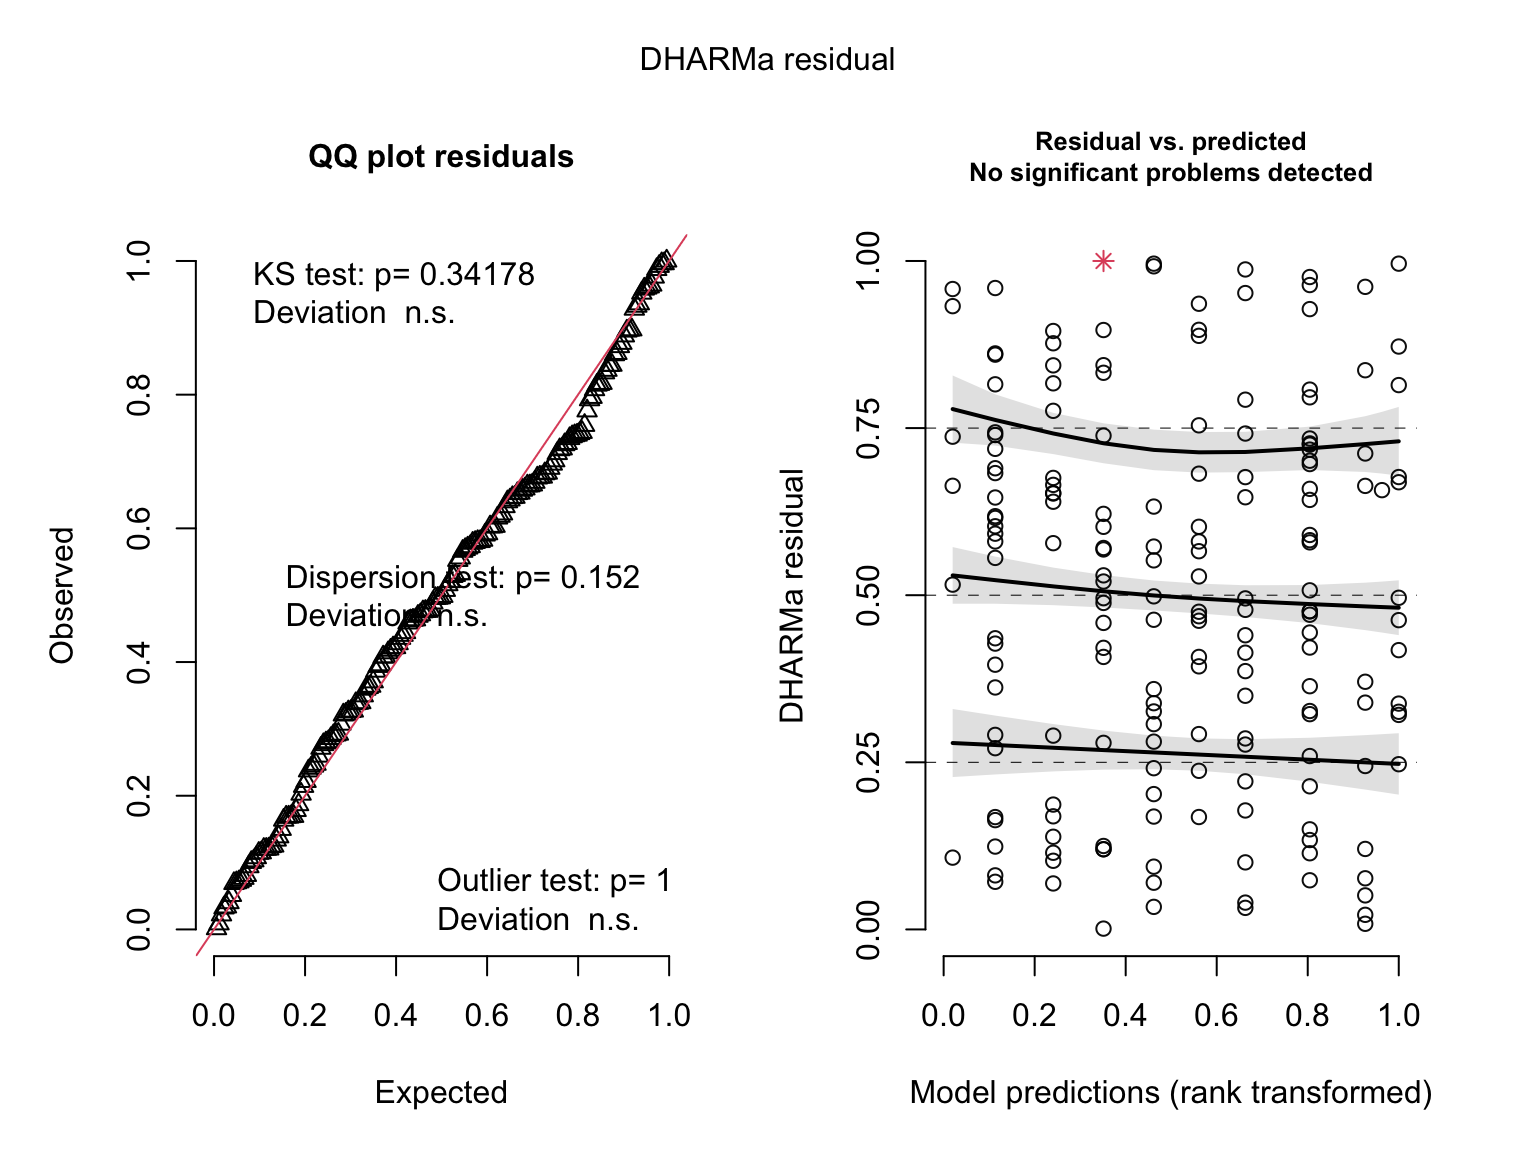 DHARMa residual
QQ plot residuals
KS test: p= 0.34178
Deviation  n.s.
Dispersion test: p= 0.152
Deviation  n.s.
Outlier test: p= 1
Deviation  n.s.
Observed
0.0
0.2
0.4
0.6
0.8
1.0
0.0 0.2 0.4 0.6 0.8 1.0
Expected
Residual vs. predicted
No significant problems detected
DHARMa residual
0.00
0.25
0.50
0.75
1.00
0.0 0.2 0.4 0.6 0.8 1.0
Model predictions (rank transformed)